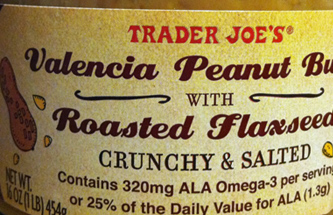 TRADER JOE'S®
Valencia Peanut Bu
WITH
Roasted Flaxseed
CRUNCHY & SALTED
Contains 320mg ALA Omega-3 per serving
or 25% of the Daily Value for ALA (1.3g)
NET WT.
16 OZ (1 LB) 454g